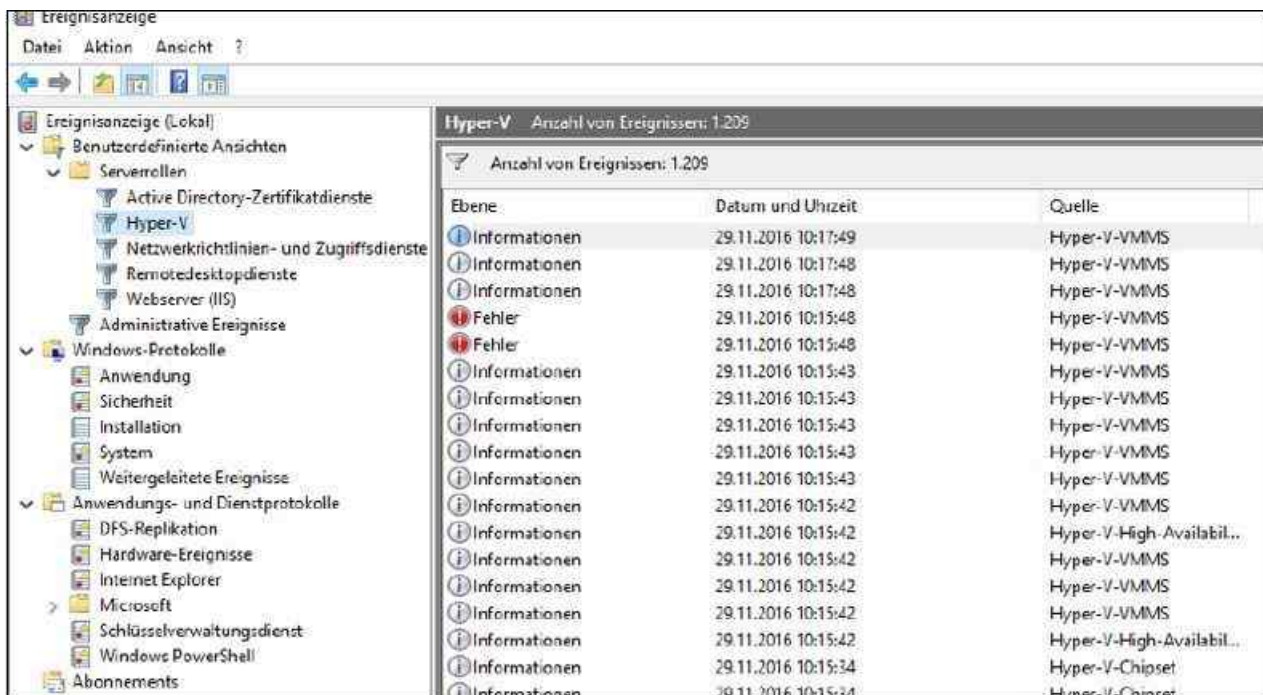 Ereignisanzeige
Datei Aktion Ansicht ?
Ereignisanzeige (Lokal)
Benutzerdefinierte Ansichten
Serverrollen
Active Directory-Zertifikatdienste
Hyper-V
Netzwerkrichtlinien- und Zugriffsdienste
Remotedesktopdienste
Webserver (IIS)
Administrative Ereignisse
Windows-Protokolle
Anwendung
Sicherheit
Installation
System
Weitergeleitete Ereignisse
Anwendungs- und Dienstprotokolle
DFS-Replikation
Hardware-Ereignisse
Internet Explorer
Microsoft
Schlüsselverwaltungsdienst
Windows PowerShell
Abonnements
Hyper-V Anzahl von Ereignissen: 1.209
Anzahl von Ereignissen: 1.209
Ebene Datum und Uhrzeit Quelle
Informationen 29.11.2016 10:17:49 Hyper-V-VMMS
Informationen 29.11.2016 10:17:48 Hyper-V-VMMS
Informationen 29.11.2016 10:17:48 Hyper-V-VMMS
Fehler 29.11.2016 10:15:48 Hyper-V-VMMS
Fehler 29.11.2016 10:15:48 Hyper-V-VMMS
Informationen 29.11.2016 10:15:43 Hyper-V-VMMS
Informationen 29.11.2016 10:15:43 Hyper-V-VMMS
Informationen 29.11.2016 10:15:43 Hyper-V-VMMS
Informationen 29.11.2016 10:15:43 Hyper-V-VMMS
Informationen 29.11.2016 10:15:43 Hyper-V-VMMS
Informationen 29.11.2016 10:15:42 Hyper-V-VMMS
Informationen 29.11.2016 10:15:42 Hyper-V-High-Availabil...
Informationen 29.11.2016 10:15:42 Hyper-V-VMMS
Informationen 29.11.2016 10:15:42 Hyper-V-VMMS
Informationen 29.11.2016 10:15:42 Hyper-V-VMMS
Informationen 29.11.2016 10:15:42 Hyper-V-High-Availabil...
Informationen 29.11.2016 10:15:34 Hyper-V-Chipset
Informationen 29.11.2016 10:15:34 Hyper-V-Chipset